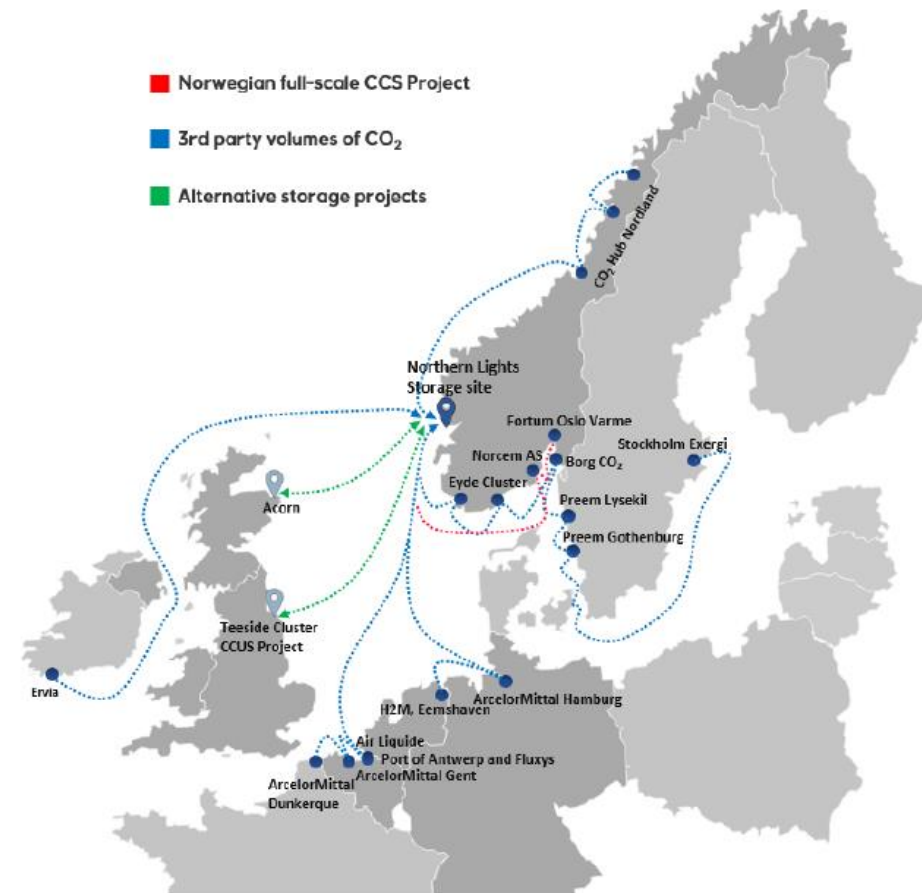 Norwegian full-scale CCS Project
3rd party volumes of CO₂
Alternative storage projects
CO₂ Hub Nordland
Northern Lights
Storage site
Fortum Oslo Varme
Stockholm Exergi
Norcem AS
Borg CO₂
Eyde Cluster
Acorn
Preem Lysekil
Preem Gothenburg
Teeside Cluster
CCUS Project
Ervia
ArcelorMittal Hamburg
H2M, Eemshaven
Air Liquide
Port of Antwerp and Fluxys
ArcelorMittal Gent
ArcelorMittal
Dunkerque